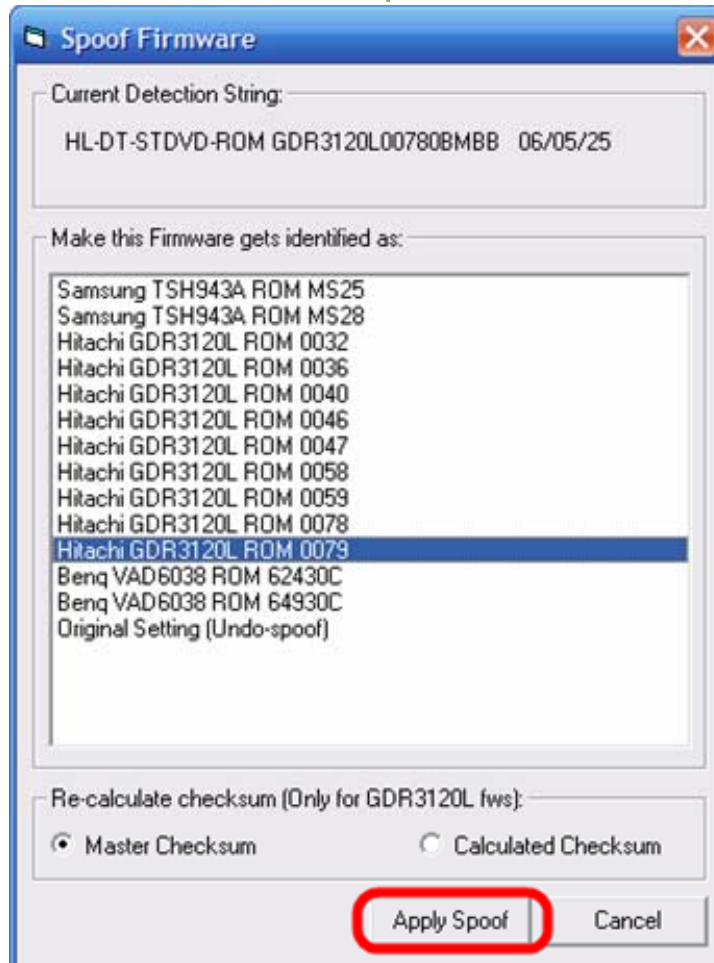 Spoof Firmware
Current Detection String:
HL-DT-STDVD-ROM GDR3120L00780BMBB 06/05/25
Make this Firmware gets identified as:
Samsung TSH943A ROM MS25
Samsung TSH943A ROM MS28
Hitachi GDR3120L ROM 0032
Hitachi GDR3120L ROM 0036
Hitachi GDR3120L ROM 0040
Hitachi GDR3120L ROM 0046
Hitachi GDR3120L ROM 0047
Hitachi GDR3120L ROM 0058
Hitachi GDR3120L ROM 0059
Hitachi GDR3120L ROM 0078
Hitachi GDR3120L ROM 0079
Benq VAD6038 ROM 62430C
Benq VAD6038 ROM 64930C
Original Setting (Undo-spoof)
Re-calculate checksum (Only for GDR3120L fws):
Master Checksum
Calculated Checksum
Apply Spoof
Cancel